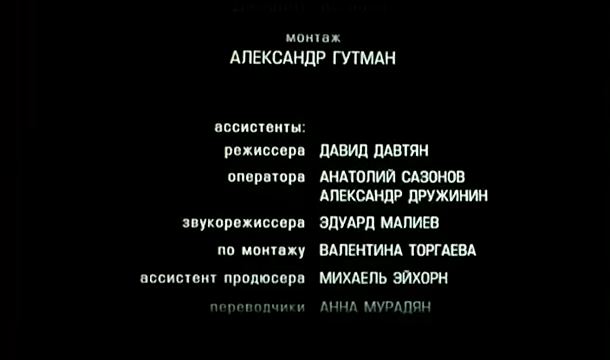 монтаж
АЛЕКСАНДР ГУТМАН
ассистенты:
режиссера ДАВИД ДАВТЯН
оператора АНАТОЛИЙ САЗОНОВ
АЛЕКСАНДР ДРУЖИНИН
звукорежиссера ЭДУАРД МАЛИЕВ
по монтажу ВАЛЕНТИНА ТОРГАЕВА
ассистент продюсера МИХАЕЛЬ ЭЙХОРН
переводчики АННА МУРАДЯН